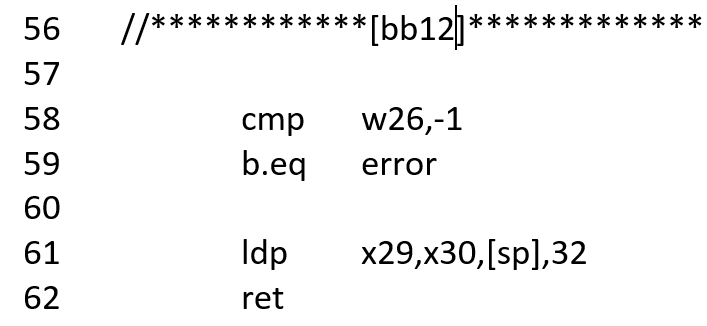 56 //************[bb12]*************
57
58 cmp w26,-1
59 b.eq error
60
61 ldp x29,x30,[sp],32
62 ret